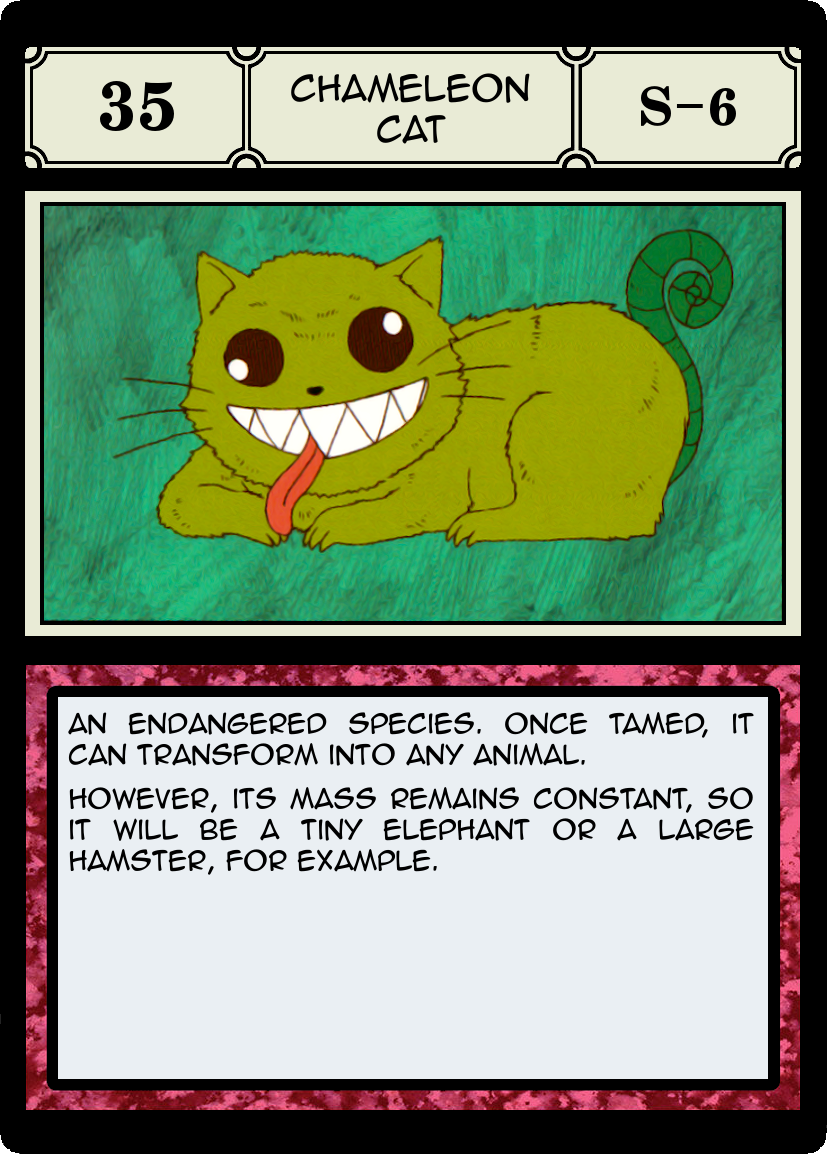 35
CHAMELEON
CAT
S-6
AN ENDANGERED SPECIES. ONCE TAMED, IT
CAN TRANSFORM INTO ANY ANIMAL.
HOWEVER, ITS MASS REMAINS CONSTANT, SO
IT WILL BE A TINY ELEPHANT OR A LARGE
HAMSTER, FOR EXAMPLE.